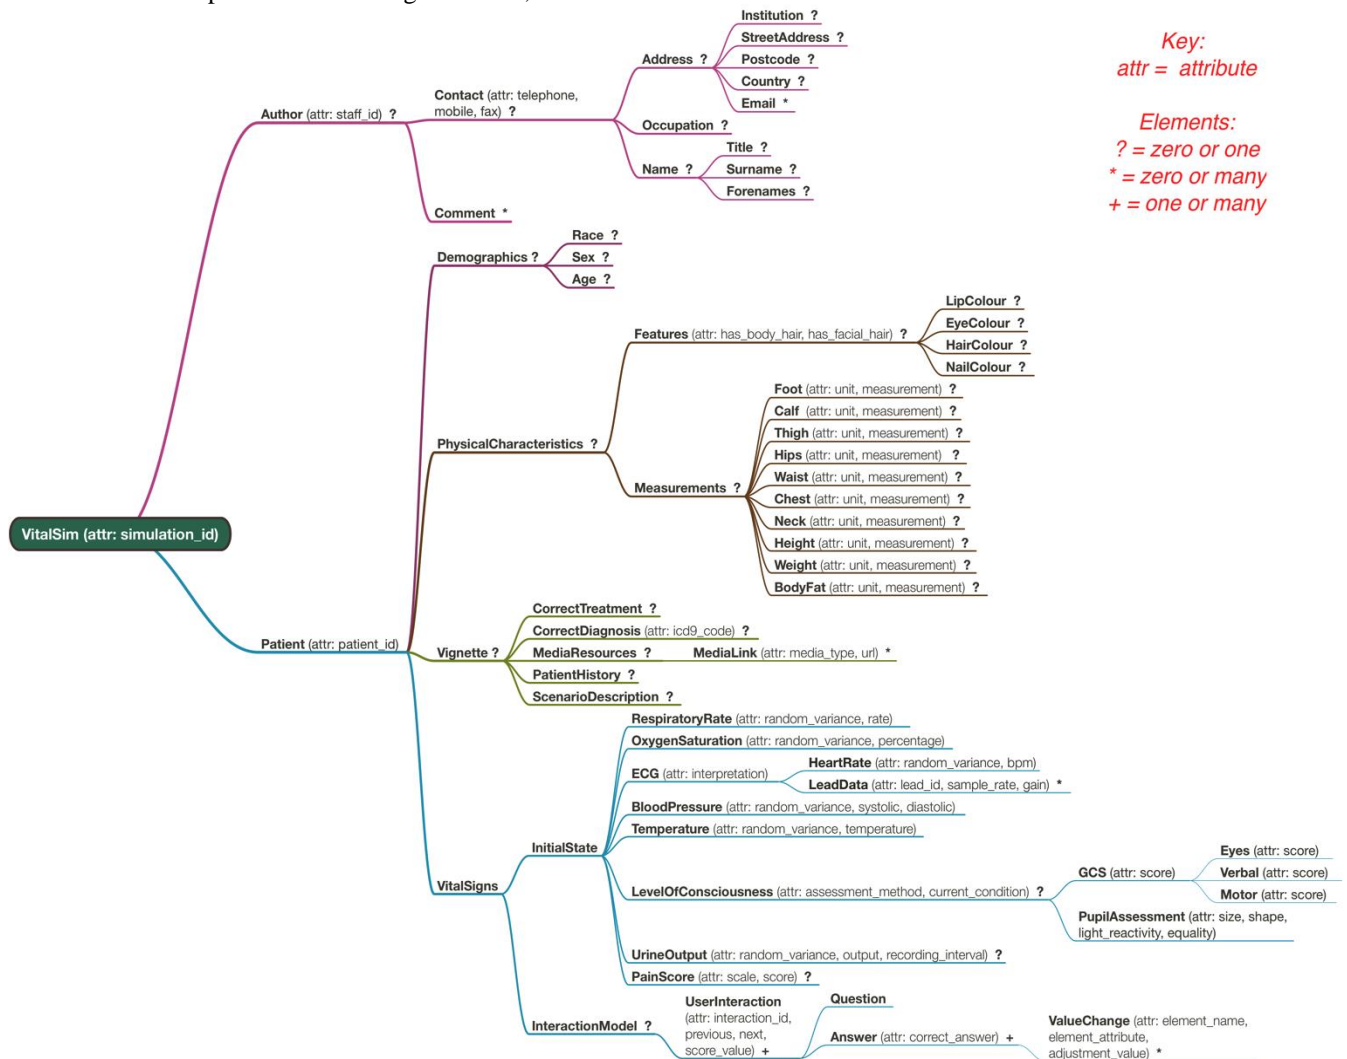 Institution ?
StreetAddress ?
Address ?
Postcode ?
Country ?
Email *
Contact (attr: telephone,
mobile, fax) ?
Author (attr: staff_id) ?
Occupation ?
Title ?
Name ?
Surname ?
Forenames ?
Comment *
Key:
attr = attribute
Elements:
? = zero or one
* = zero or many
+ = one or many
Race ?
Demographics ?
Sex ?
Age ?
LipColour ?
Features (attr: has_body_hair, has_facial_hair) ?
EyeColour ?
HairColour ?
NailColour ?
Foot (attr: unit, measurement) ?
Calf (attr: unit, measurement) ?
Thigh (attr: unit, measurement) ?
PhysicalCharacteristics ?
Hips (attr: unit, measurement) ?
Waist (attr: unit, measurement) ?
Measurements ?
Chest (attr: unit, measurement) ?
Neck (attr: unit, measurement) ?
Height (attr: unit, measurement) ?
Weight (attr: unit, measurement) ?
BodyFat (attr: unit, measurement) ?
VitalSim (attr: simulation_id)
Patient (attr: patient_id)
CorrectTreatment ?
CorrectDiagnosis (attr: icd9_code) ?
Vignette ?
MediaResources ?
MediaLink (attr: media_type, url) *
PatientHistory ?
ScenarioDescription ?
RespiratoryRate (attr: random_variance, rate)
OxygenSaturation (attr: random_variance, percentage)
ECG (attr: interpretation)
HeartRate (attr: random_variance, bpm)
LeadData (attr: lead_id, sample_rate, gain) *
BloodPressure (attr: random_variance, systolic, diastolic)
Temperature (attr: random_variance, temperature)
InitialState
VitalSigns
LevelOfConsciousness (attr: assessment_method, current_condition) ?
GCS (attr: score)
Eyes (attr: score)
Verbal (attr: score)
Motor (attr: score)
PupilAssessment (attr: size, shape,
light_reactivity, equality)
UrineOutput (attr: random_variance, output, recording_interval) ?
PainScore (attr: scale, score) ?
InteractionModel ?
UserInteraction
(attr: interaction_id,
previous, next,
score_value) +
Question
Answer (attr: correct_answer) +
ValueChange (attr: element_name,
element_attribute,
adjustment_value) *